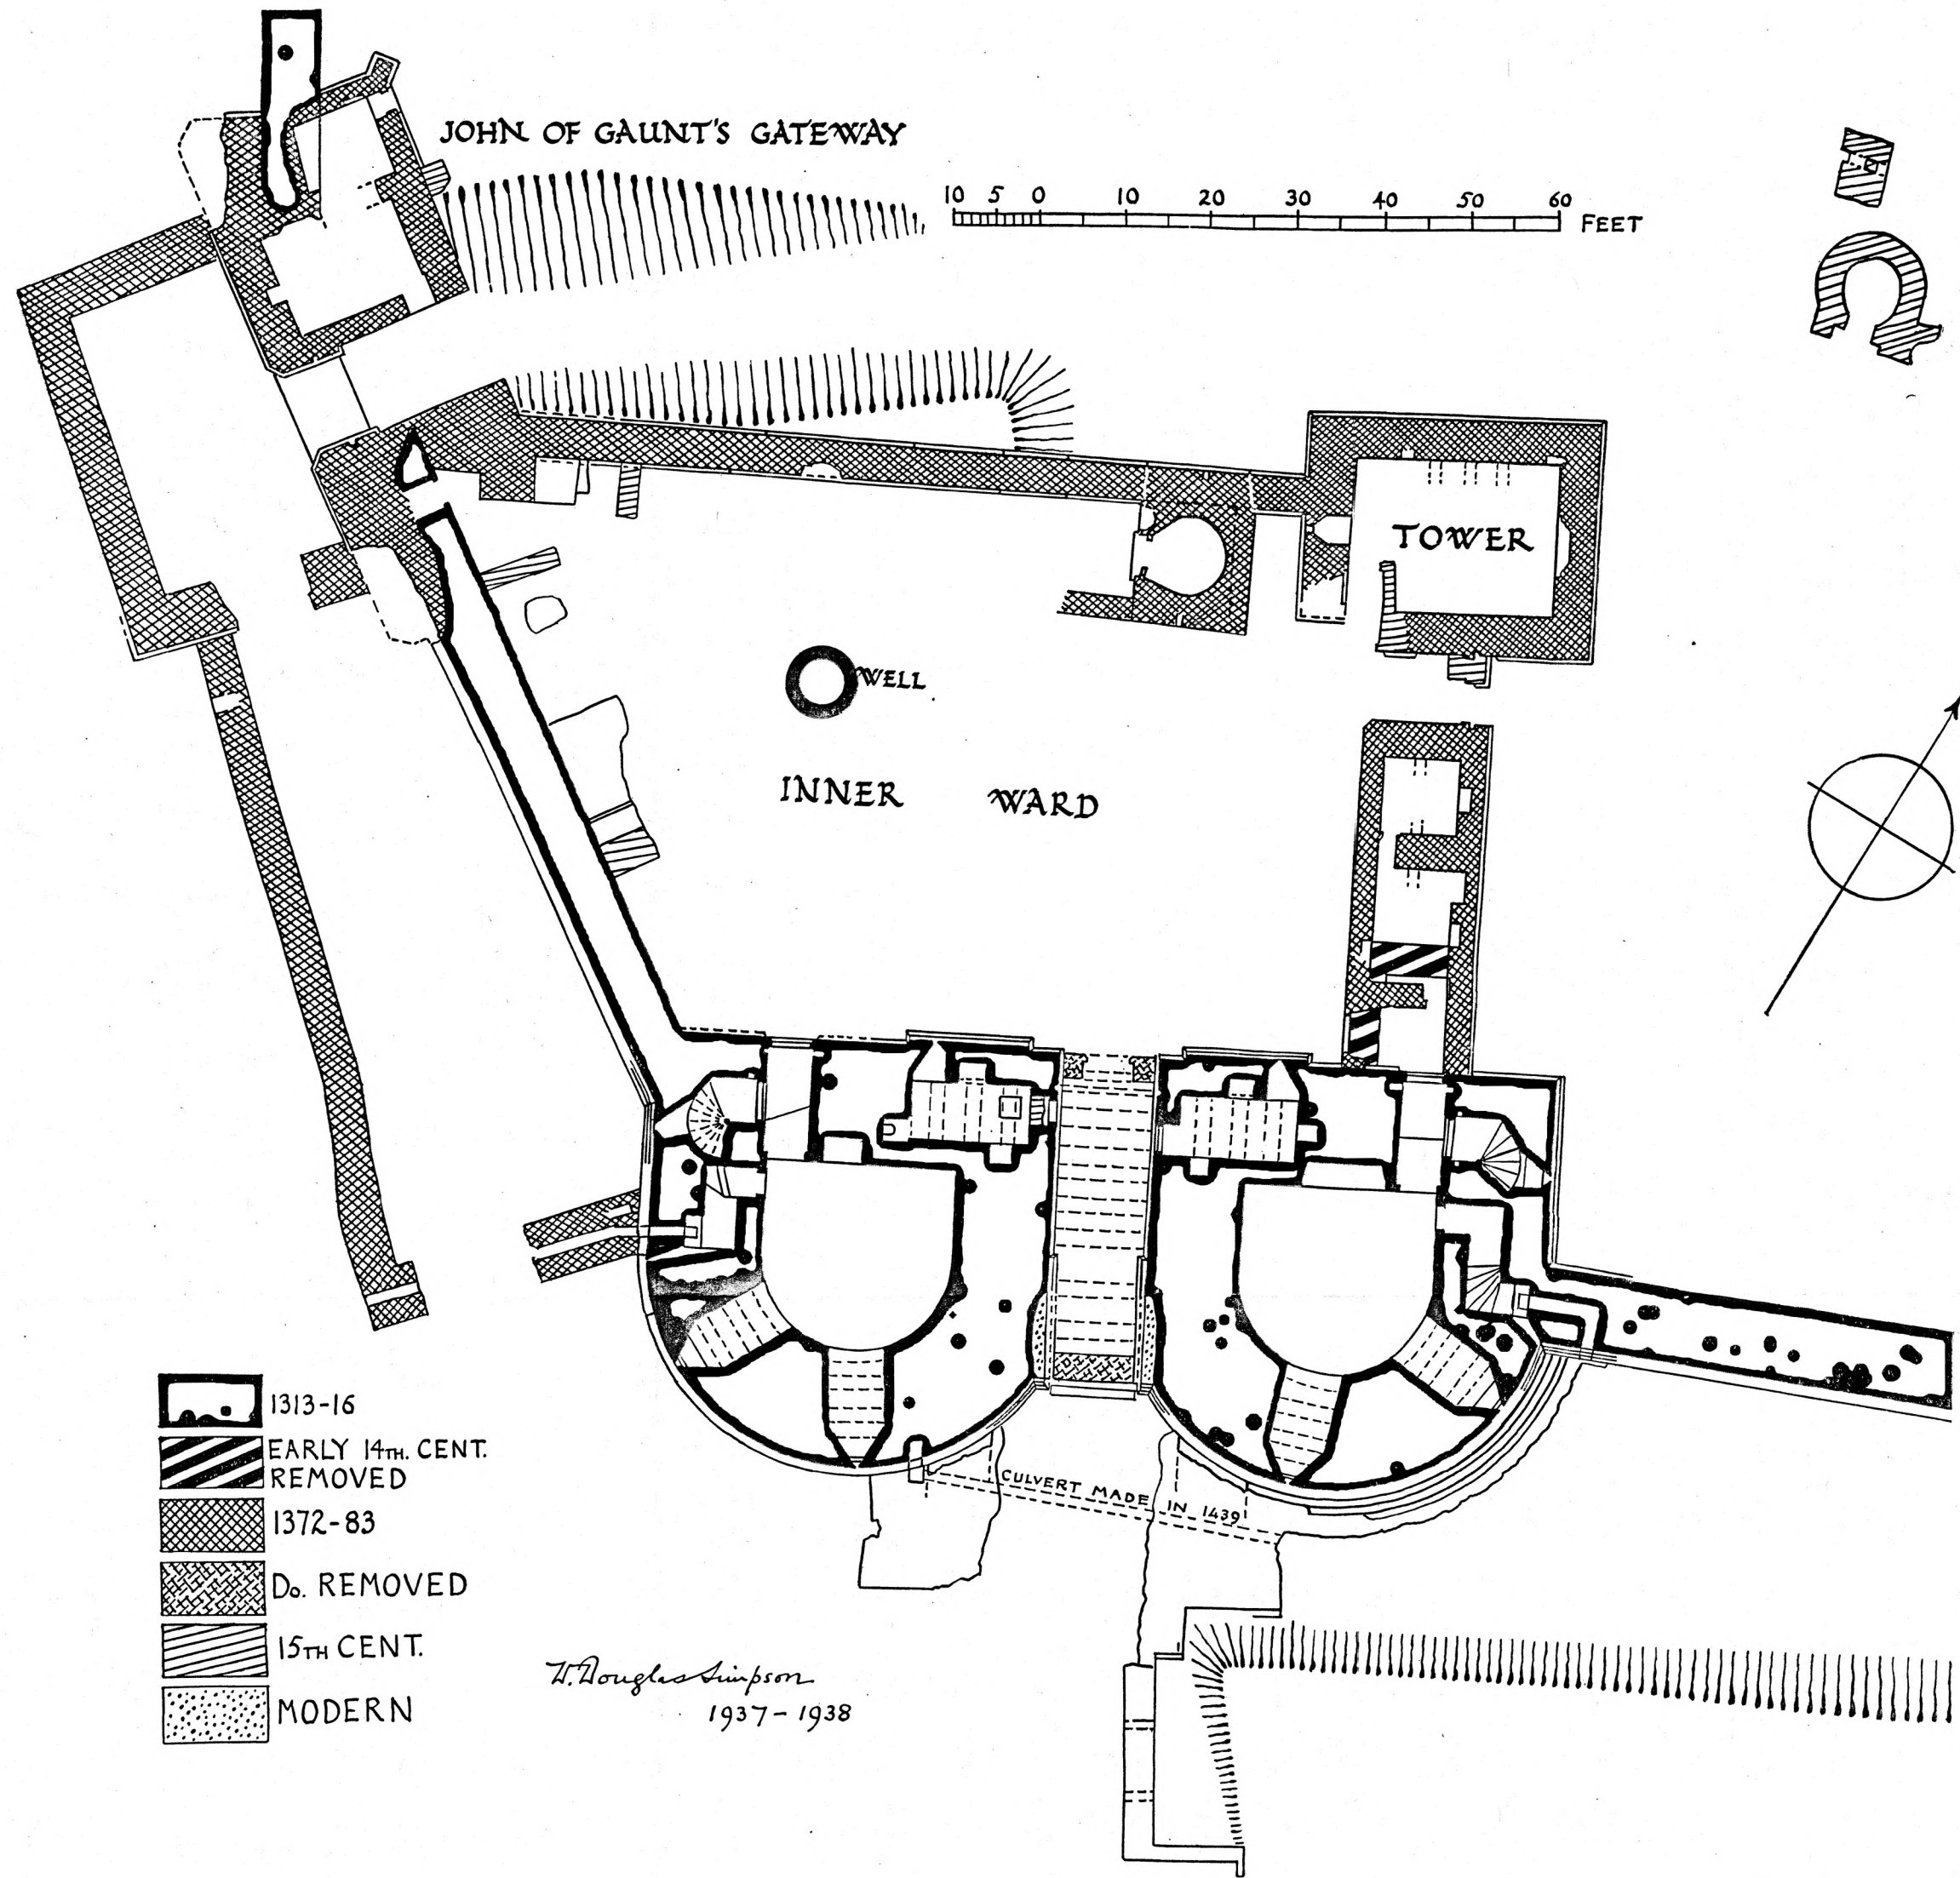 JOHN OF GAUNT'S GATEWAY
10 5 0 10 20 30 40 50 60 FEET
TOWER
WELL
INNER WARD
CULVERT MADE IN 1439
1313-16
EARLY 14TH. CENT.
REMOVED
1372-83
Do. REMOVED
15TH CENT.
MODERN
W. Douglas Simpson
1937-1938